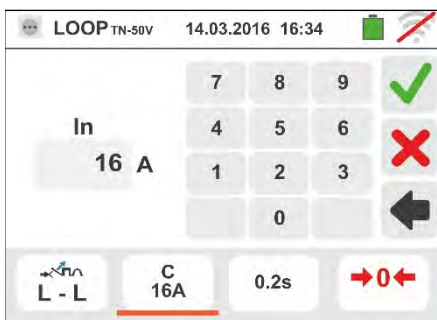 LOOP TN-50V 14.03.2016 16:34
7 8 9
In 4 5 6
16 A 1 2 3
0
L - L C 16A 0.2s 0